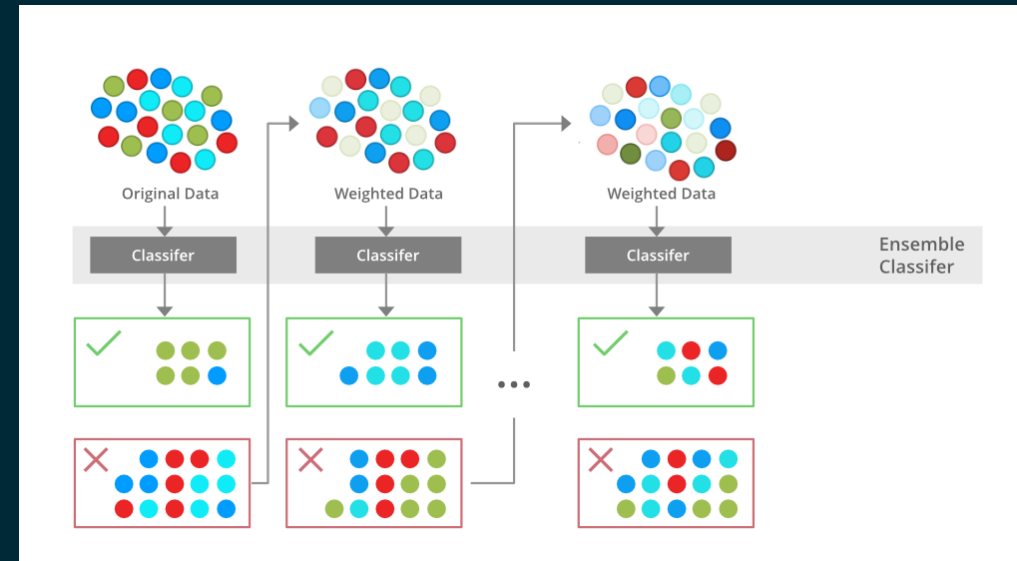 Original Data
Weighted Data
Weighted Data
Classifer
Classifer
Classifer
Ensemble
Classifer
...